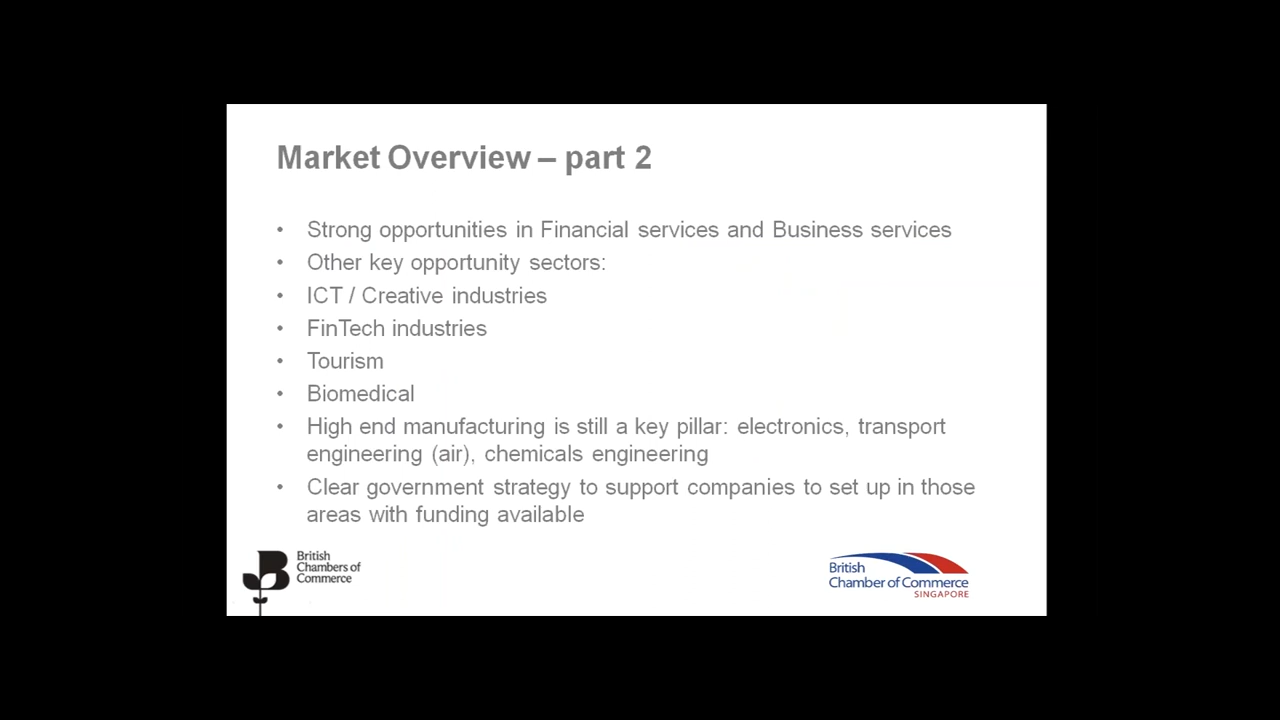 Market Overview – part 2
• Strong opportunities in Financial services and Business services
• Other key opportunity sectors:
• ICT / Creative industries
• FinTech industries
• Tourism
• Biomedical
• High end manufacturing is still a key pillar: electronics, transport
engineering (air), chemicals engineering
• Clear government strategy to support companies to set up in those
areas with funding available
British
Chambers of
Commerce
British
Chamber of Commerce
SINGAPORE